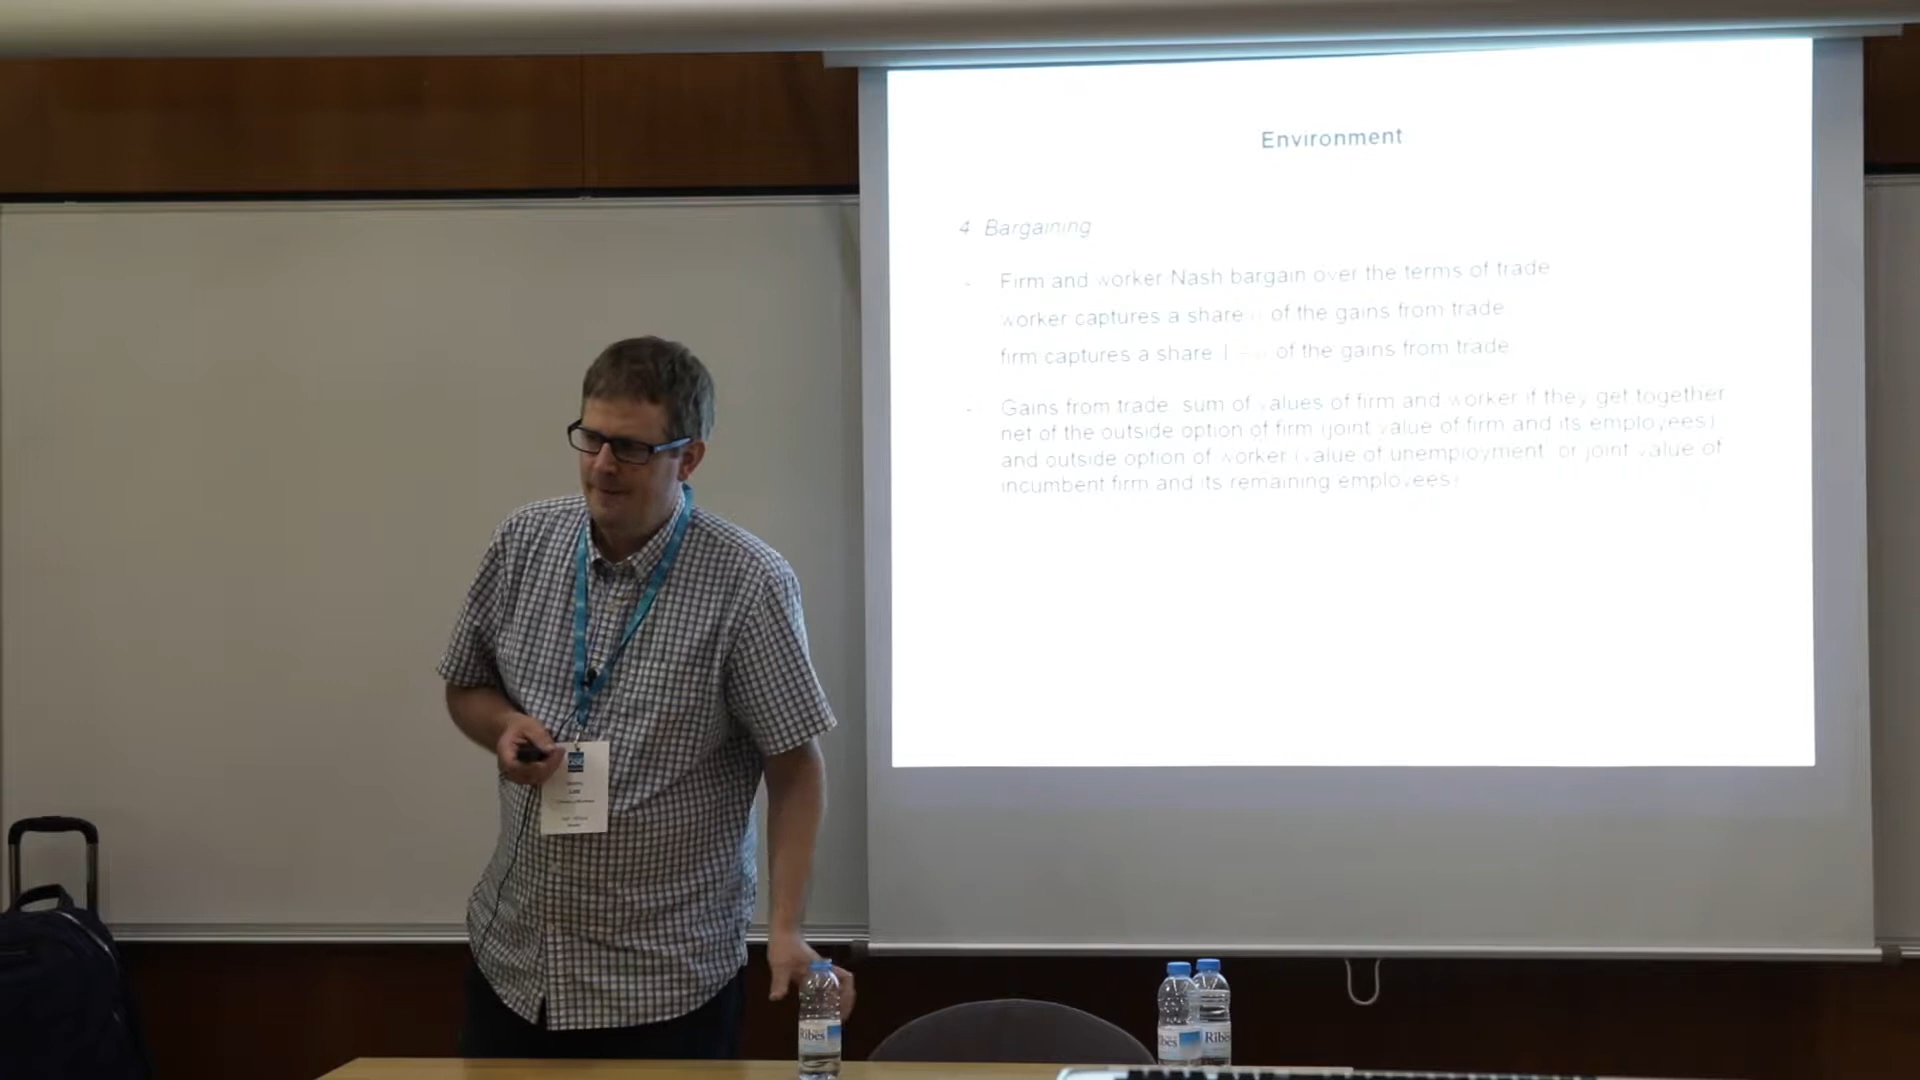 Environment
4 Bargaining
- Firm and worker Nash bargain over the terms of trade
worker captures a share of the gains from trade
firm captures a share 1 – of the gains from trade
- Gains from trade: sum of values of firm and worker if they get together
net of the outside option of firm (joint value of firm and its employees)
and outside option of worker (value of unemployment, or joint value of
incumbent firm and its remaining employees)
Ribes
Ribes